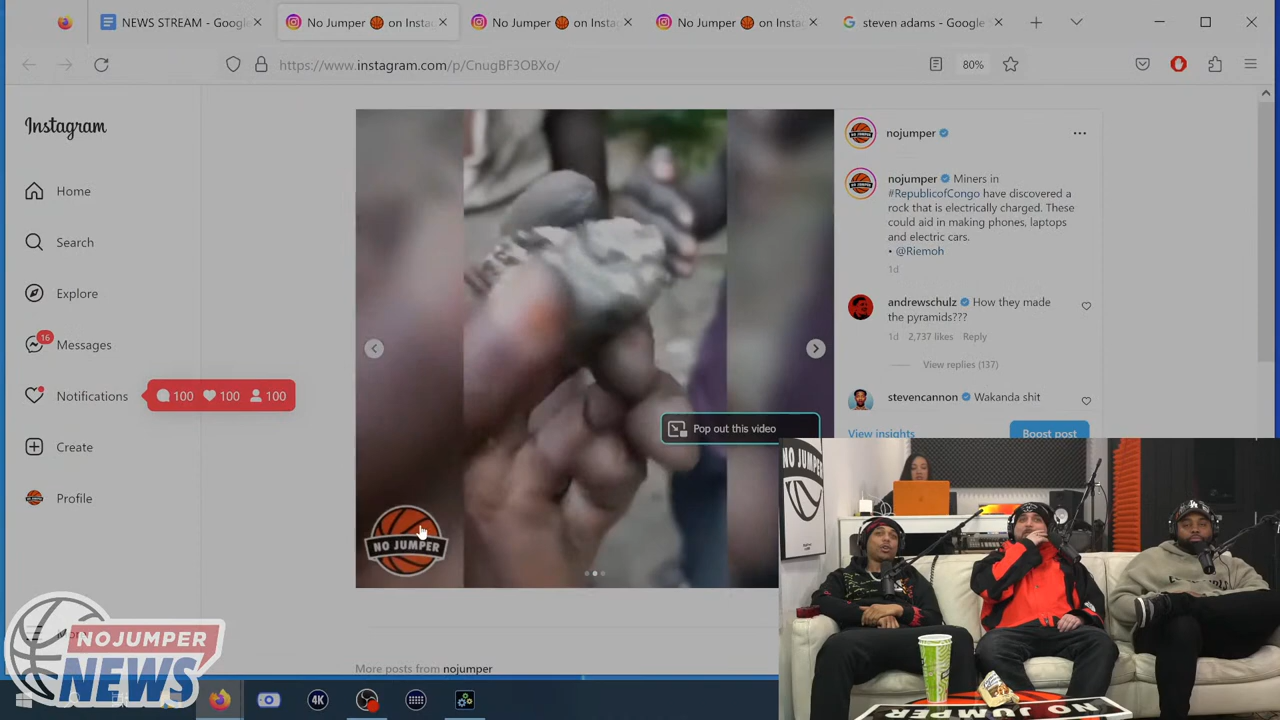 NEWS STREAM - Google
No Jumper 🏀 on Insta
No Jumper 🏀 on Insta
No Jumper 🏀 on Insta
steven adams - Google
https://www.instagram.com/p/CnugBF3OBXo/
80%
Instagram
Home
Search
Explore
16
Messages
Notifications
100 100 100
Create
Profile
nojumper
nojumper Miners in
#RepublicofCongo have discovered a
rock that is electrically charged. These
could aid in making phones, laptops
and electric cars.
• @Riemoh
1d
andrewschulz How they made
the pyramids???
1d 2,737 likes Reply
View replies (137)
stevencannon Wakanda shit
View insights
Boost post
Pop out this video
NO JUMPER
More posts from nojumper
NOJUMPER
NEWS
4K
NO JUMPER
NO JUMPER